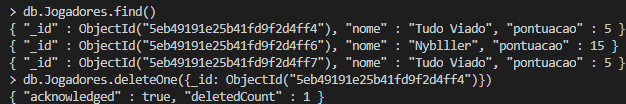 > db.Jogadores.find()
{ "_id" : ObjectId("5eb49191e25b41fd9f2d4ff4"), "nome" : "Tudo Viado", "pontuacao" : 5 }
{ "_id" : ObjectId("5eb49191e25b41fd9f2d4ff6"), "nome" : "Nyblller", "pontuacao" : 15 }
{ "_id" : ObjectId("5eb49191e25b41fd9f2d4ff7"), "nome" : "Tudo Viado", "pontuacao" : 5 }
> db.Jogadores.deleteOne({_id: ObjectId("5eb49191e25b41fd9f2d4ff4")})
{ "acknowledged" : true, "deletedCount" : 1 }